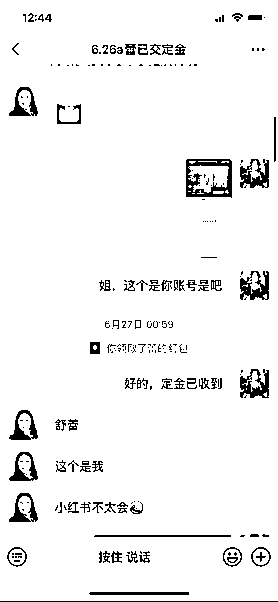 12:44
6.26a蕾已交定金
姐，这个是你账号是吧
6月27日 00:59
你领取了蕾的红包
好的，定金已收到
舒蕾
这个是我
小红书不太会
按住 说话